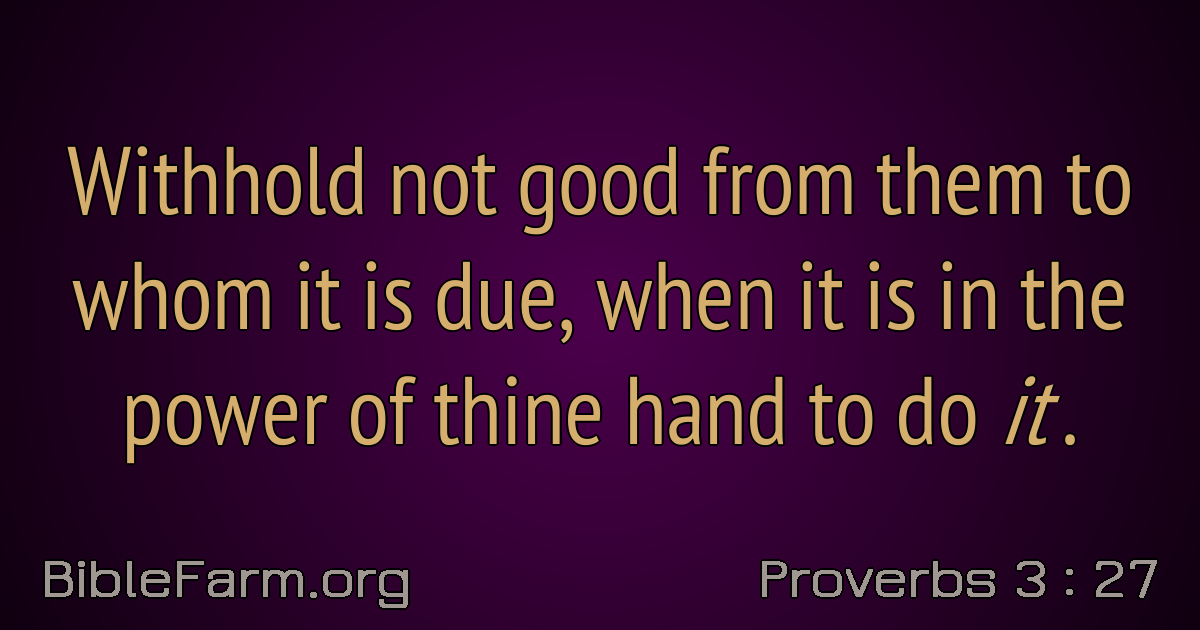 Withhold not good from them to
whom it is due, when it is in the
power of thine hand to do it.
BibleFarm.org
Proverbs 3 : 27